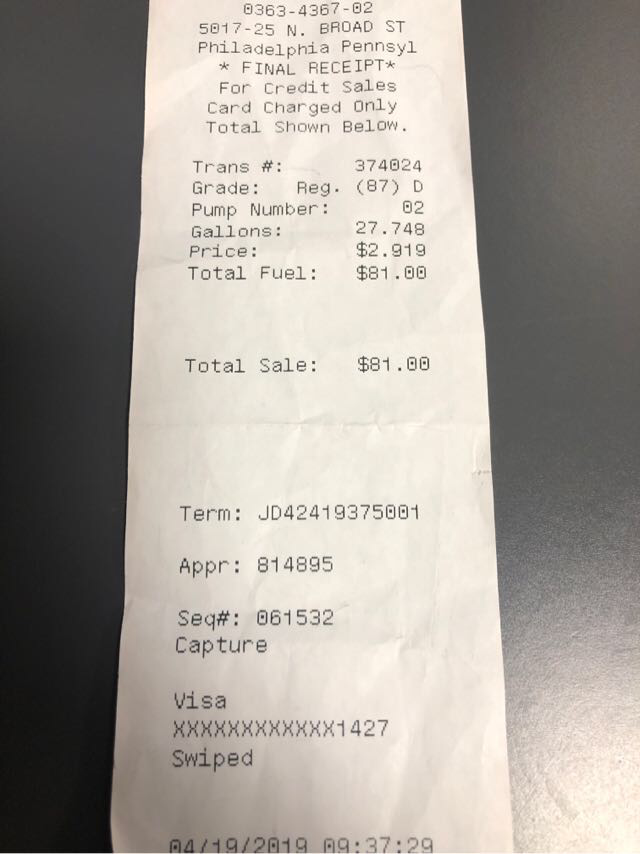 0363-4367-02
5017-25 N. BROAD ST
Philadelphia Pennsyl
* FINAL RECEIPT*
For Credit Sales
Card Charged Only
Total Shown Below.
Trans #: 374024
Grade: Reg. (87) D
Pump Number: 02
Gallons: 27.748
Price: $2.919
Total Fuel: $81.00
Total Sale: $81.00
Term: JD42419375001
Appr: 814895
Seq#: 061532
Capture
Visa
XXXXXXXXXXXX1427
Swiped
04/19/2019 09:37:29